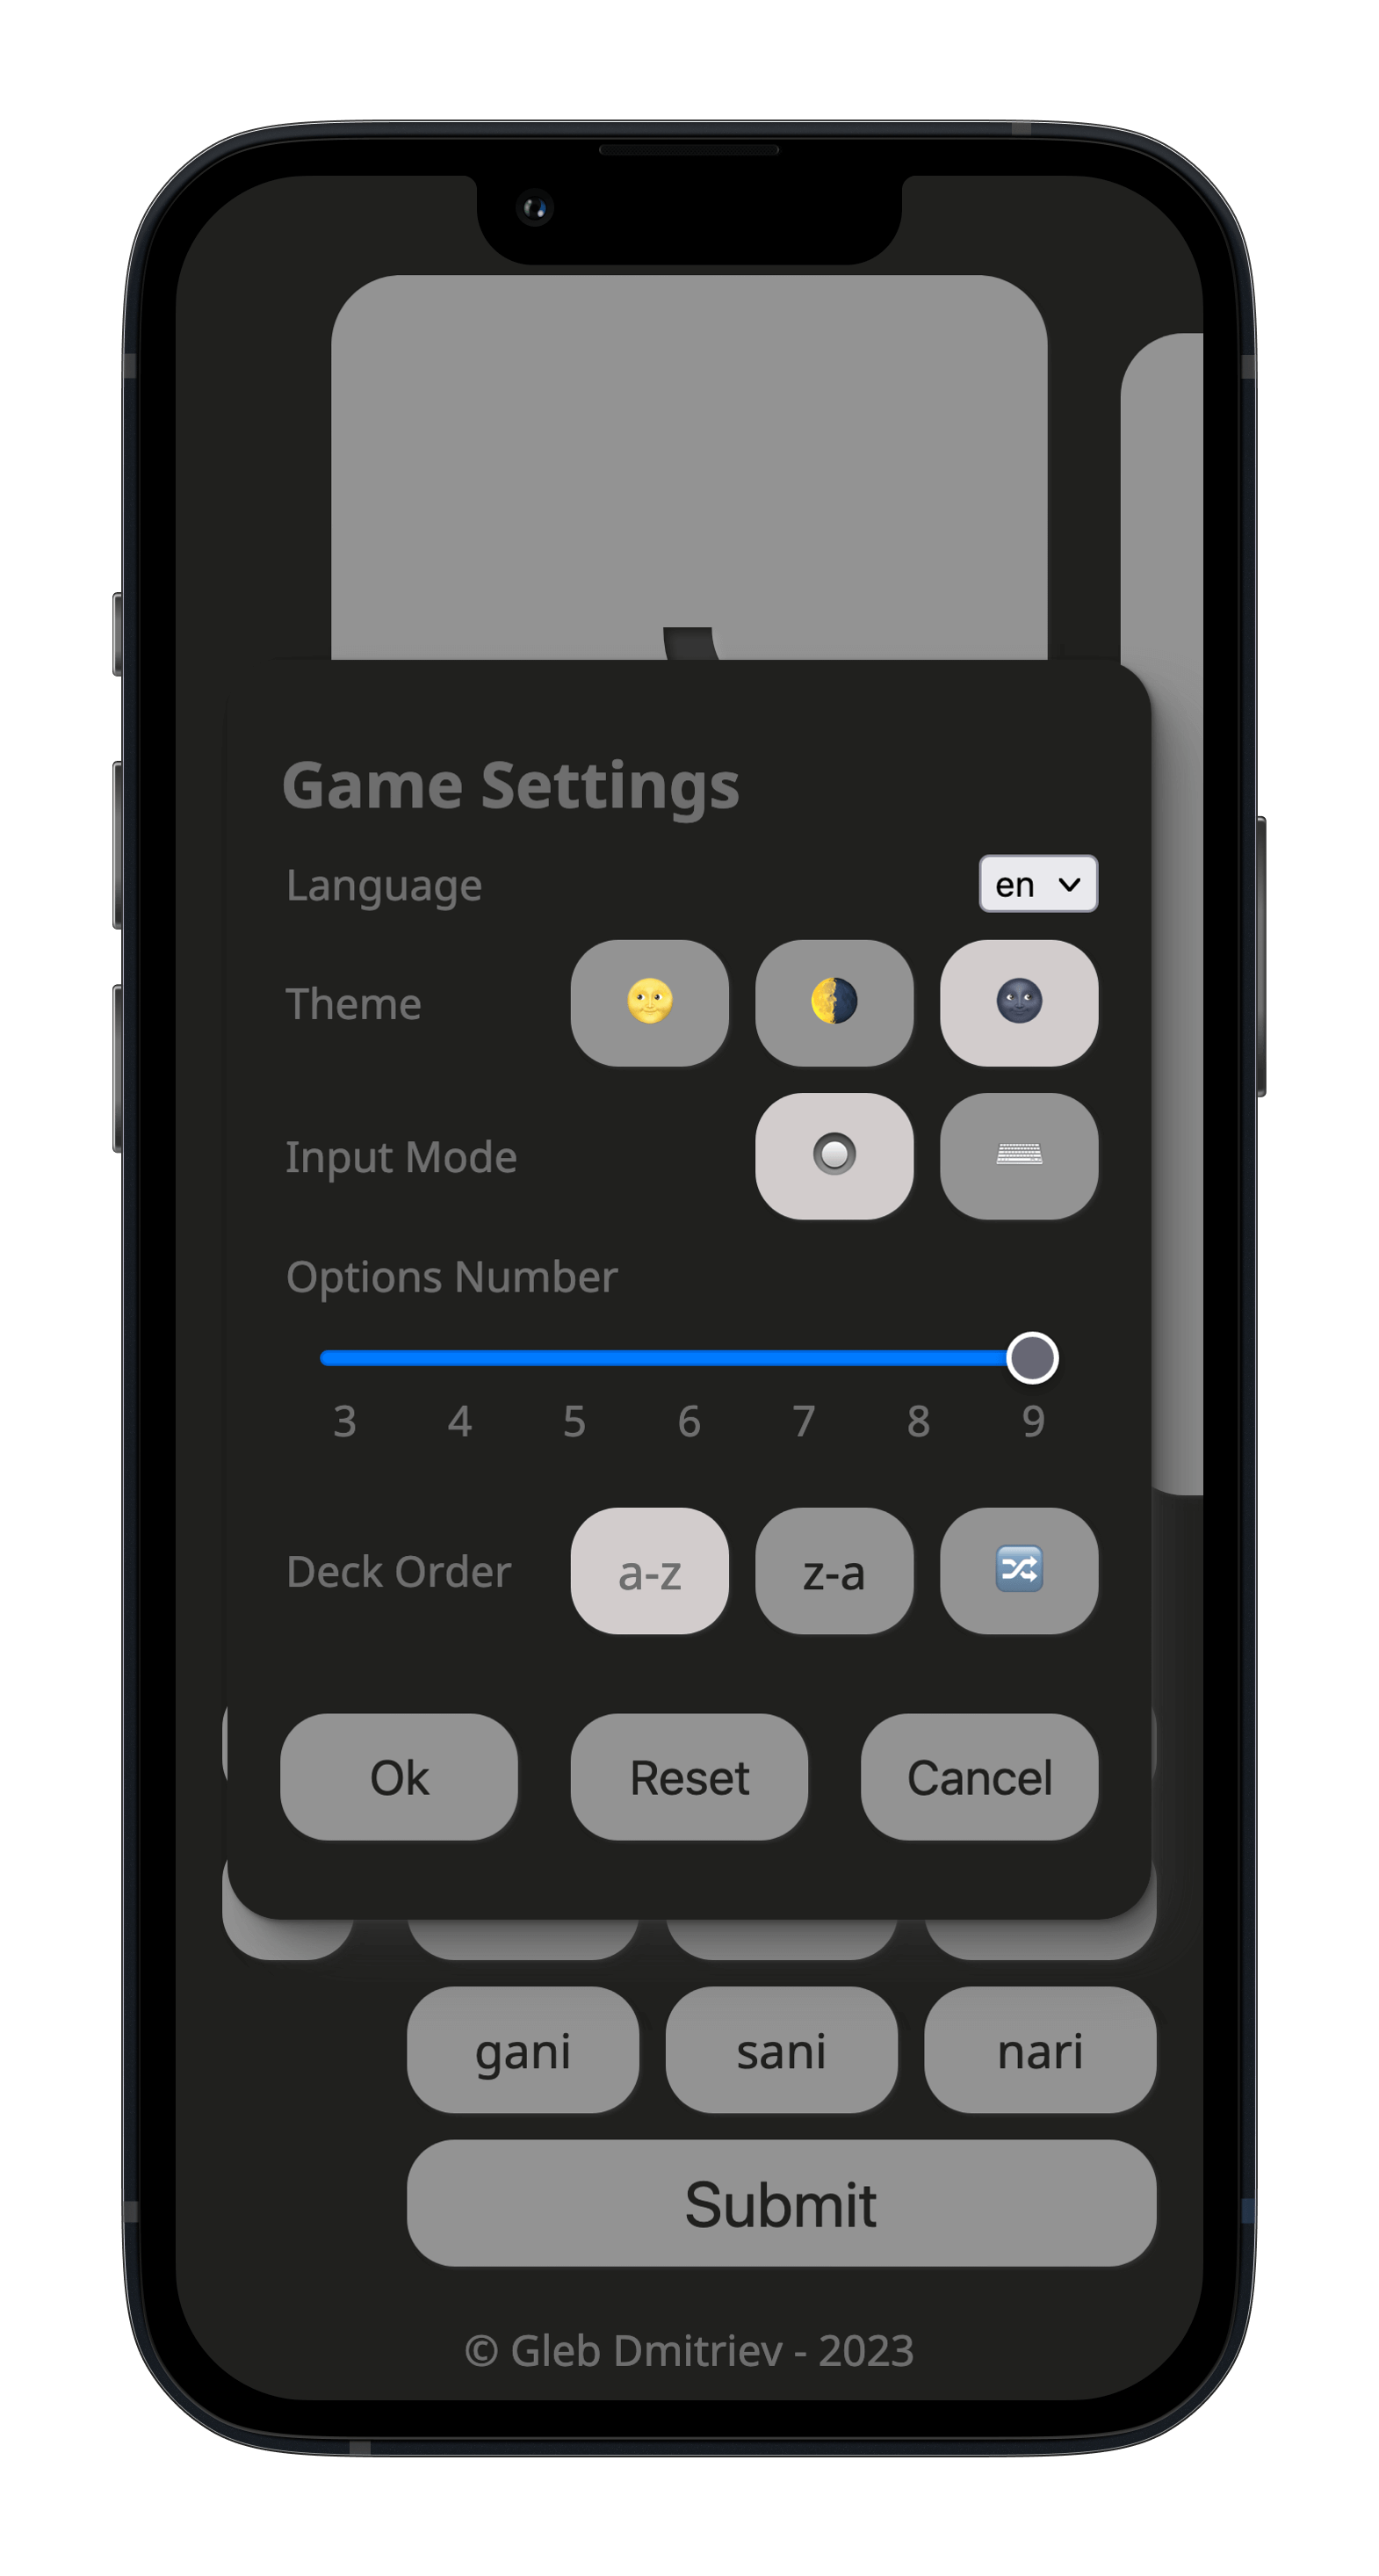 Game Settings
Language en
Theme
Input Mode
Options Number
3 4 5 6 7 8 9
Deck Order a-z z-a
Ok Reset Cancel
gani sani nari
Submit
© Gleb Dmitriev - 2023